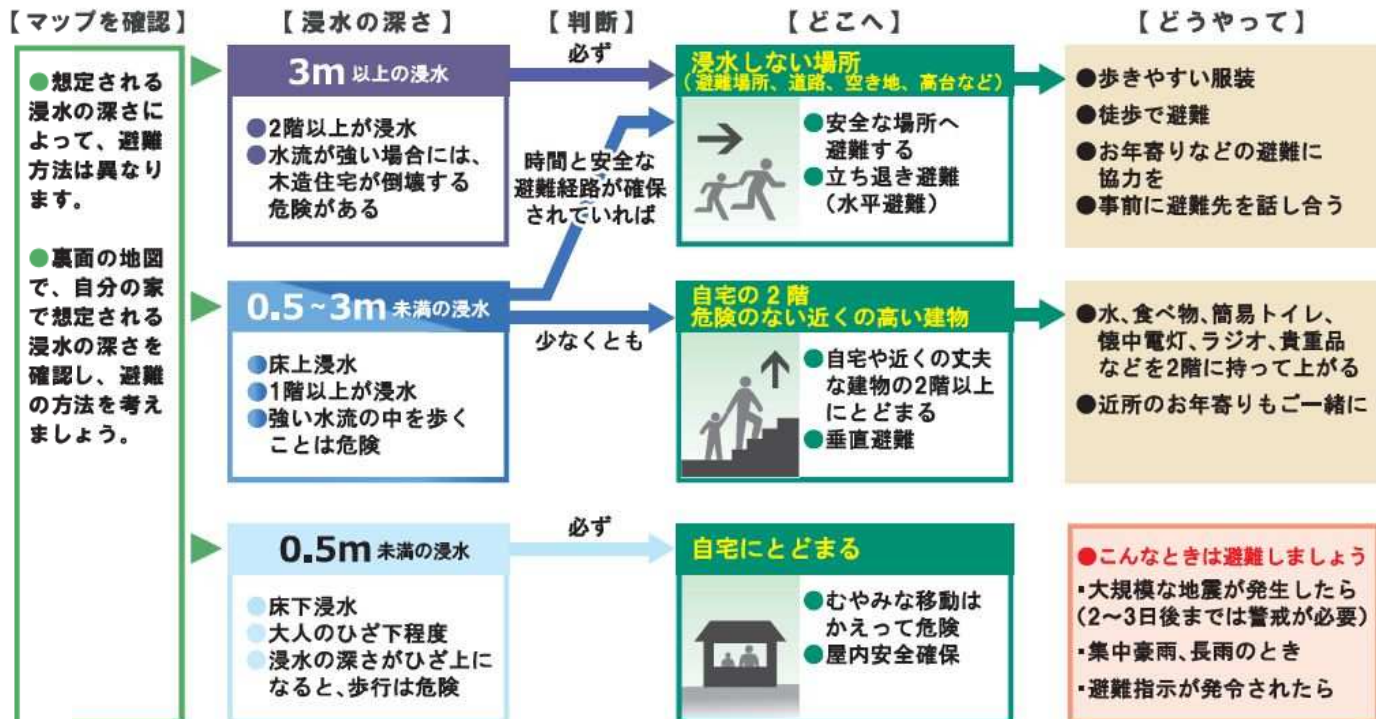 【マップを確認】
【浸水の深さ】
【判断】
【どこへ】
【どうやって】
●想定される
浸水の深さに
よって、避難
方法は異なり
ます。
●裏面の地図
で、自分の家
で想定される
浸水の深さを
確認し、避難
の方法を考え
ましょう。
3m 以上の浸水
●2階以上が浸水
●水流が強い場合には、
木造住宅が倒壊する
危険がある
必ず
時間と安全な
避難経路が確保
されていれば
浸水しない場所
(避難場所、道路、空き地、高台など)
●安全な場所へ
避難する
●立ち退き避難
(水平避難)
●歩きやすい服装
●徒歩で避難
●お年寄りなどの避難に
協力を
●事前に避難先を話し合う
0.5~3m 未満の浸水
●床上浸水
●1階以上が浸水
●強い水流の中を歩く
ことは危険
少なくとも
自宅の2階
危険のない近くの高い建物
●自宅や近くの丈夫
な建物の2階以上
にとどまる
●垂直避難
●水、食べ物、簡易トイレ、
懐中電灯、ラジオ、貴重品
などを2階に持って上がる
●近所のお年寄りもご一緒に
0.5m 未満の浸水
●床下浸水
●大人のひざ下程度
●浸水の深さがひざ上に
なると、歩行は危険
必ず
自宅にとどまる
●むやみな移動は
かえって危険
●屋内安全確保
●こんなときは避難しましょう
・大規模な地震が発生したら
(2〜3日後までは警戒が必要)
・集中豪雨、長雨のとき
・避難指示が発令されたら